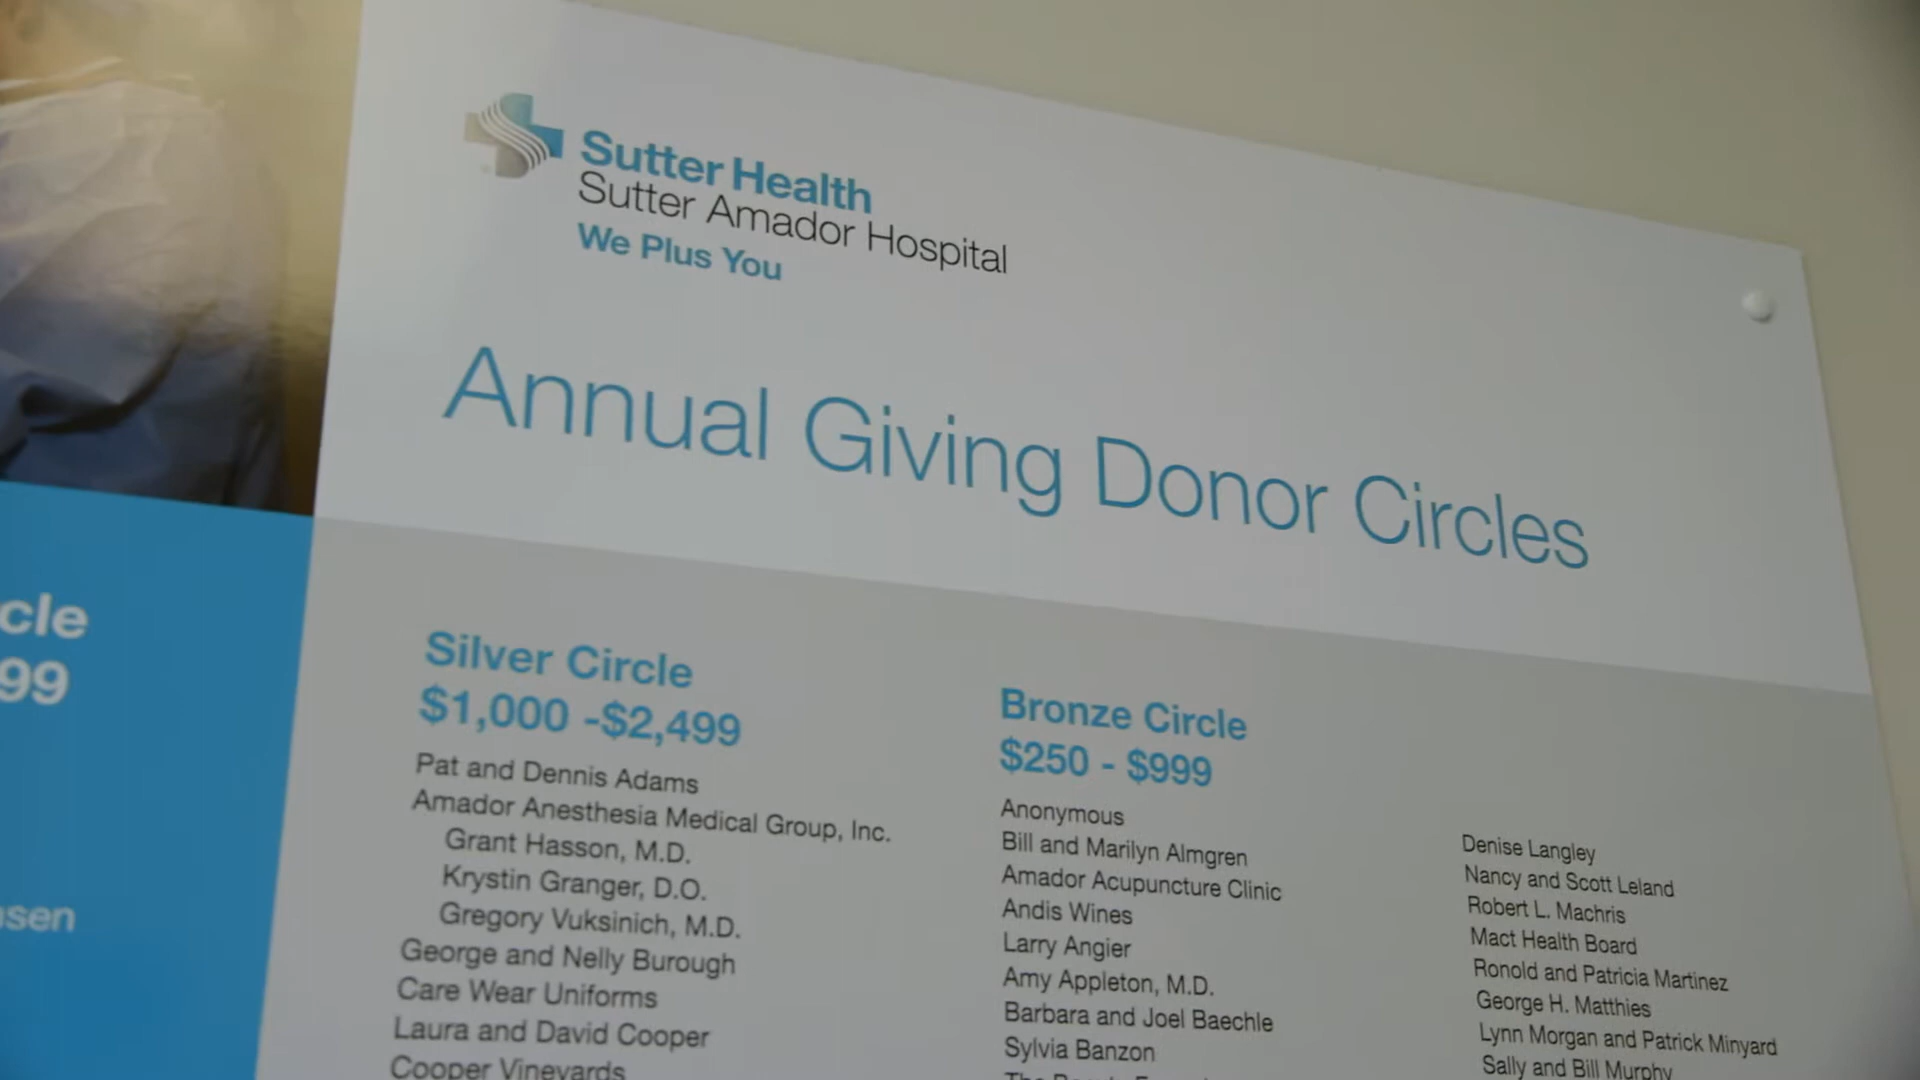 Sutter Health
Sutter Amador Hospital
We Plus You
Annual Giving Donor Circles
Silver Circle
$1,000 -$2,499
Pat and Dennis Adams
Amador Anesthesia Medical Group, Inc.
Grant Hasson, M.D.
Krystin Granger, D.O.
Gregory Vuksinich, M.D.
George and Nelly Burough
Care Wear Uniforms
Laura and David Cooper
Cooper Vineyards
Bronze Circle
$250 - $999
Anonymous
Bill and Marilyn Almgren
Amador Acupuncture Clinic
Andis Wines
Larry Angier
Amy Appleton, M.D.
Barbara and Joel Baechle
Sylvia Banzon
Denise Langley
Nancy and Scott Leland
Robert L. Machris
Mact Health Board
Ronold and Patricia Martinez
George H. Matthies
Lynn Morgan and Patrick Minyard
Sally and Bill Murphy
cle
99
sen